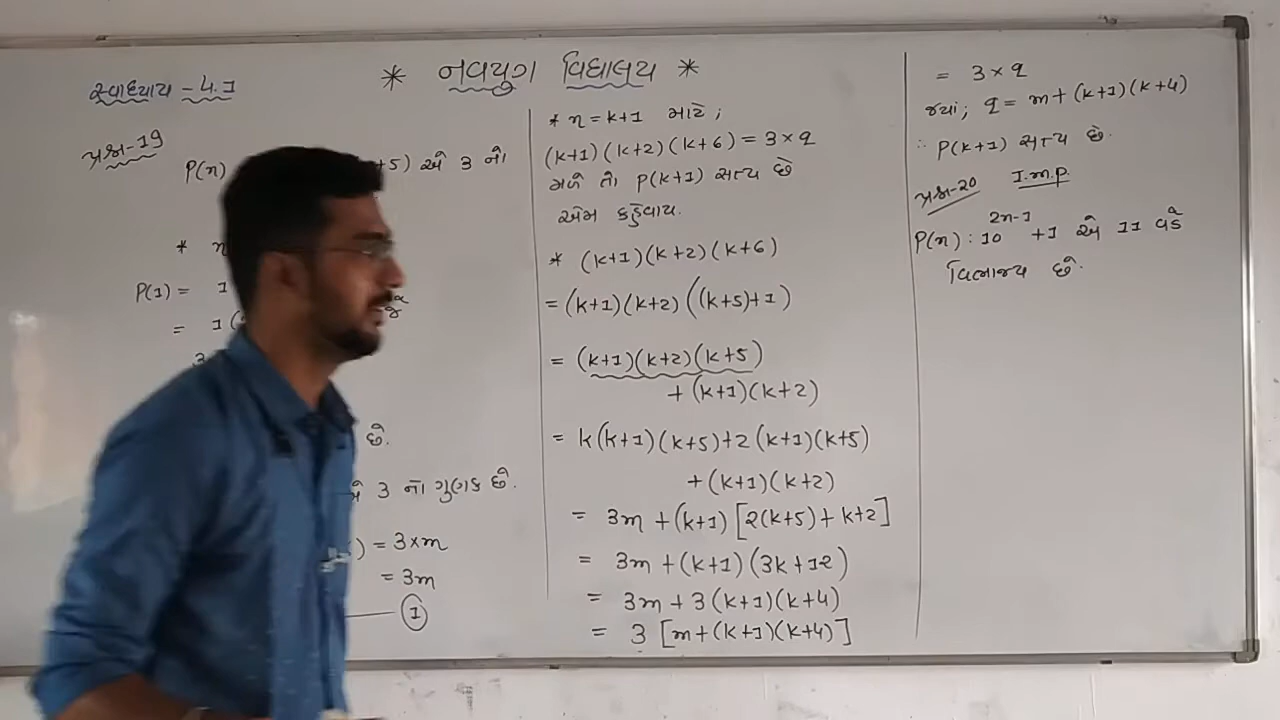 * નવયુગ વિદ્યાલય *
સ્વાધ્યાય - 4.1
પ્રશ્ન-19
P(n) +5) એ 3 નો
* n
P(1) = 1
= 1(
3
છે.
3 ના ગુણક છે.
) = 3×m
= 3m
①
* n = k+1 માટે ;
(k+1)(k+2)(k+6) = 3×q
મળે તો P(k+1) સત્ય છે
એમ કહેવાય.
* (k+1)(k+2)(k+6)
= (k+1)(k+2)((k+5)+1)
= (k+1)(k+2)(k+5)
+ (k+1)(k+2)
= k(k+1)(k+5)+2(k+1)(k+5)
+(k+1)(k+2)
= 3m +(k+1)[2(k+5)+k+2]
= 3m +(k+1)(3k+12)
= 3m + 3(k+1)(k+4)
= 3 [m+(k+1)(k+4)]
= 3×q
જ્યાં; q = m+(k+1)(k+4)
∴ P(k+1) સત્ય છે.
પ્રશ્ન-20 I.m.p.
P(n) : 10²ⁿ⁻¹ +1 એ 11 વડે
વિભાજ્ય છે.